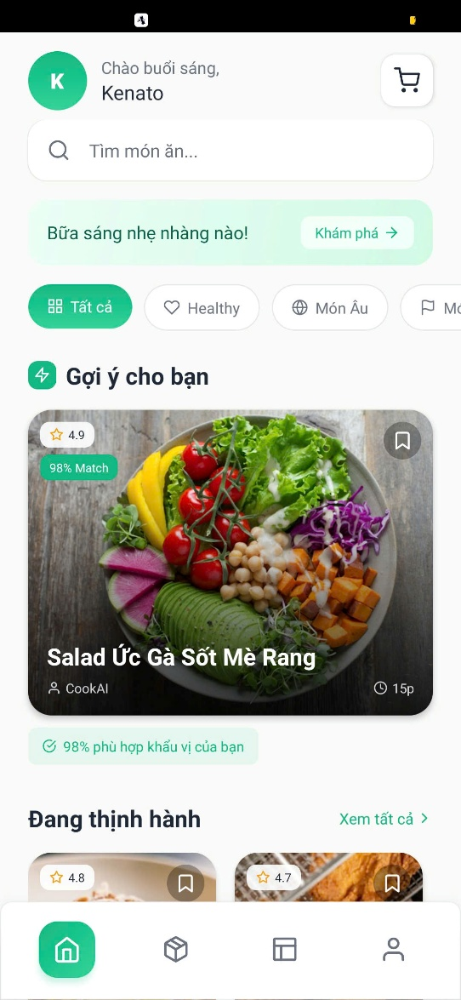 K
Chào buổi sáng,
Kenato
Tìm món ăn...
Bữa sáng nhẹ nhàng nào!
Khám phá
Tất cả
Healthy
Món Âu
Gợi ý cho bạn
4.9
98% Match
Salad Ức Gà Sốt Mè Rang
CookAI
15p
98% phù hợp khẩu vị của bạn
Đang thịnh hành
Xem tất cả
4.8
4.7